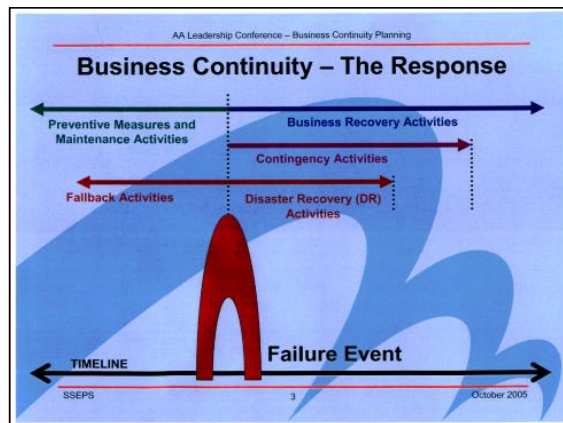 AA Leadership Conference – Business Continuity Planning
Business Continuity – The Response
Preventive Measures and
Maintenance Activities
Business Recovery Activities
Contingency Activities
Fallback Activities
Disaster Recovery (DR)
Activities
Failure Event
TIMELINE
SSEPS
3
October 2005